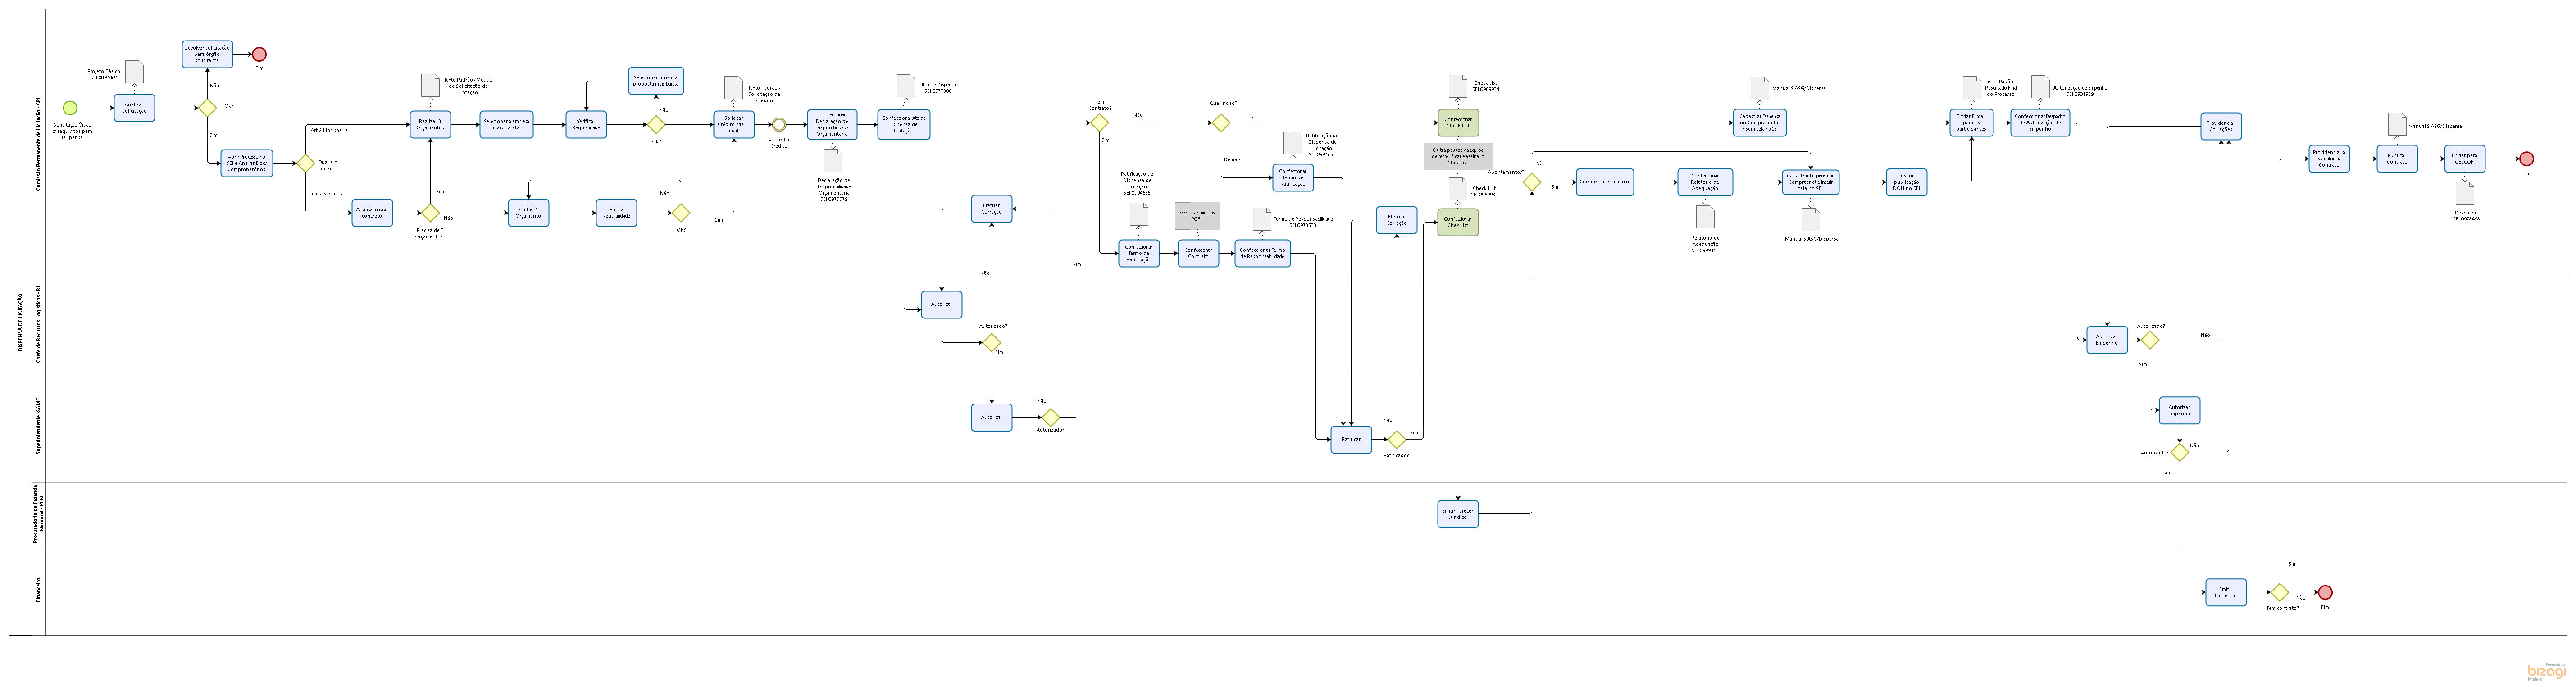 DISPENSA DE LICITAÇÃO
Comissão Permanente de Licitação - CPL
Chefe de Recursos Logísticos - RL
Superintendente -SAMF
Procuradoria da Fazenda
Nacional - PFN
Financeiro
Solicitação Órgão
c/ requisitos para
Dispensa
Projeto Básico
SEI 0994404
Analisar
Solicitação
Devolver solicitação
para órgão
solicitante
Fim
Não
Ok?
Sim
Abrir Processo no
SEI e Anexar Docs
Comprobatórios
Art 24 Incisos I e II
Qual é o
inciso?
Demais incisos
Analisar o caso
concreto
Texto Padrão - Modelo
de Solicitação de
Cotação
Realizar 3
Orçamentos
Sim
Não
Precisa de 3
Orçamentos?
Selecionar a empresa
mais barata
Verificar
Regularidade
Selecionar próxima
proposta mais barata
Não
Ok?
Colher 1
Orçamento
Verificar
Regularidade
Não
Ok?
Sim
Texto Padrão -
Solicitação de
Crédito
Solicitar
Crédito via E-
mail
Aguardar
Crédito
Confeccionar
Declaração de
Disponibilidade
Orçamentária
Declaração de
Disponibilidade
Orçamentária
SEI 0977779
Ato de Dispensa
SEI 0977306
Confeccionar Ato de
Dispensa de
Licitação
Autorizar
Efetuar
Correção
Não
Autorizado?
Sim
Autorizar
Não
Autorizado?
Sim
Tem
Contrato?
Não
Sim
Ratificação de
Dispensa de
Licitação
SEI 0994655
Confeccionar
Termo de
Ratificação
Verificar minutas
PGFN
Confeccionar
Contrato
Termo de Responsabilidade
SEI 0978533
Confeccionar Termo
de Responsabilidade
Qual inciso?
I e II
Demais
Ratificação de
Dispensa de
Licitação
SEI 0994655
Confeccionar
Termo de
Ratificação
Ratificar
Efetuar
Correção
Não
Sim
Ratificado?
Check List
SEI 0969934
Confeccionar
Check List
Outra pessoa da equipe
deve verificar e assinar o
Chek List
Check List
SEI 0969934
Confeccionar
Chek List
Emitir Parecer
Jurídico
Apontamentos?
Não
Sim
Corrigir Apontamentos
Confeccionar
Relatório de
Adequação
Relatório de
Adequação
SEI 0999463
Manual SIASG/Dispensa
Cadastrar Dispensa
no Comprasnet e
inserir tela no SEI
Cadastrar Dispensa no
Comprasnet e inserir
tela no SEI
Manual SIASG/Dispensa
Inserir
publicação
DOU no SEI
Texto Padão -
Resultado Final
do Processo
Enviar E-mail
para os
participantes
Autorização de Empenho
SEI 0904959
Confeccionar Despacho
de Autorização de
Empenho
Autorizar
Empenho
Autorizado?
Não
Sim
Providenciar
Correções
Autorizar
Empenho
Autorizado?
Não
Sim
Emitir
Empenho
Tem contrato?
Não
Fim
Sim
Providenciar a
assinatura do
Contrato
Manual SIASG/Dispensa
Publicar
Contrato
Enviar para
GESCON
Despacho
Fim
Powered by
bizagi
Modeler